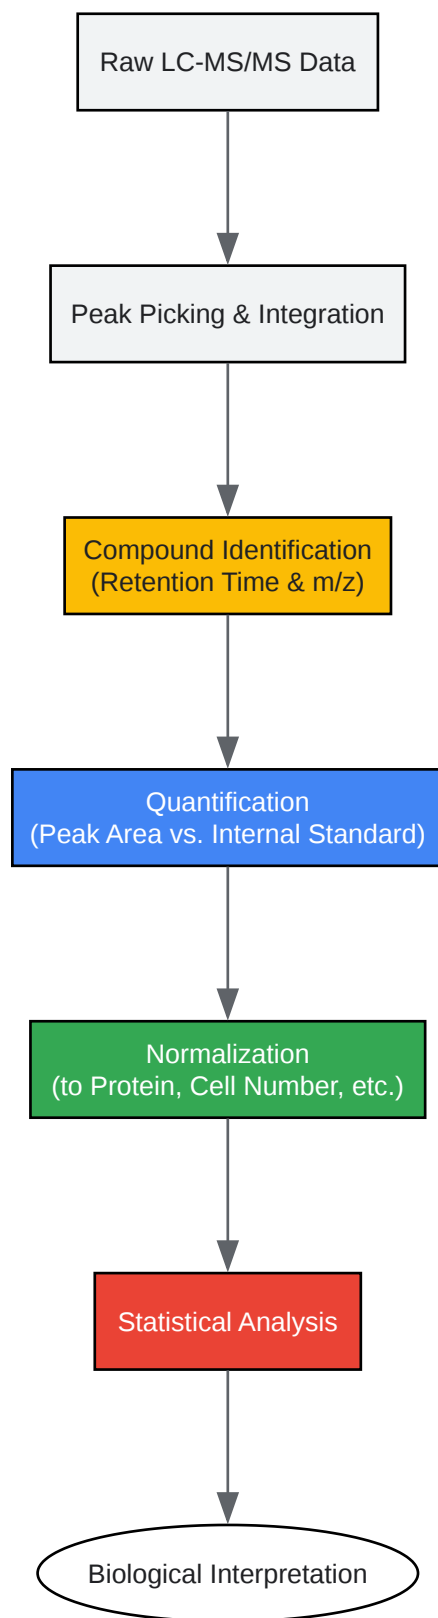 Raw LC-MS/MS Data
Peak Picking & Integration
Compound Identification
(Retention Time & m/z)
Quantification
(Peak Area vs. Internal Standard)
Normalization
(to Protein, Cell Number, etc.)
Statistical Analysis
Biological Interpretation